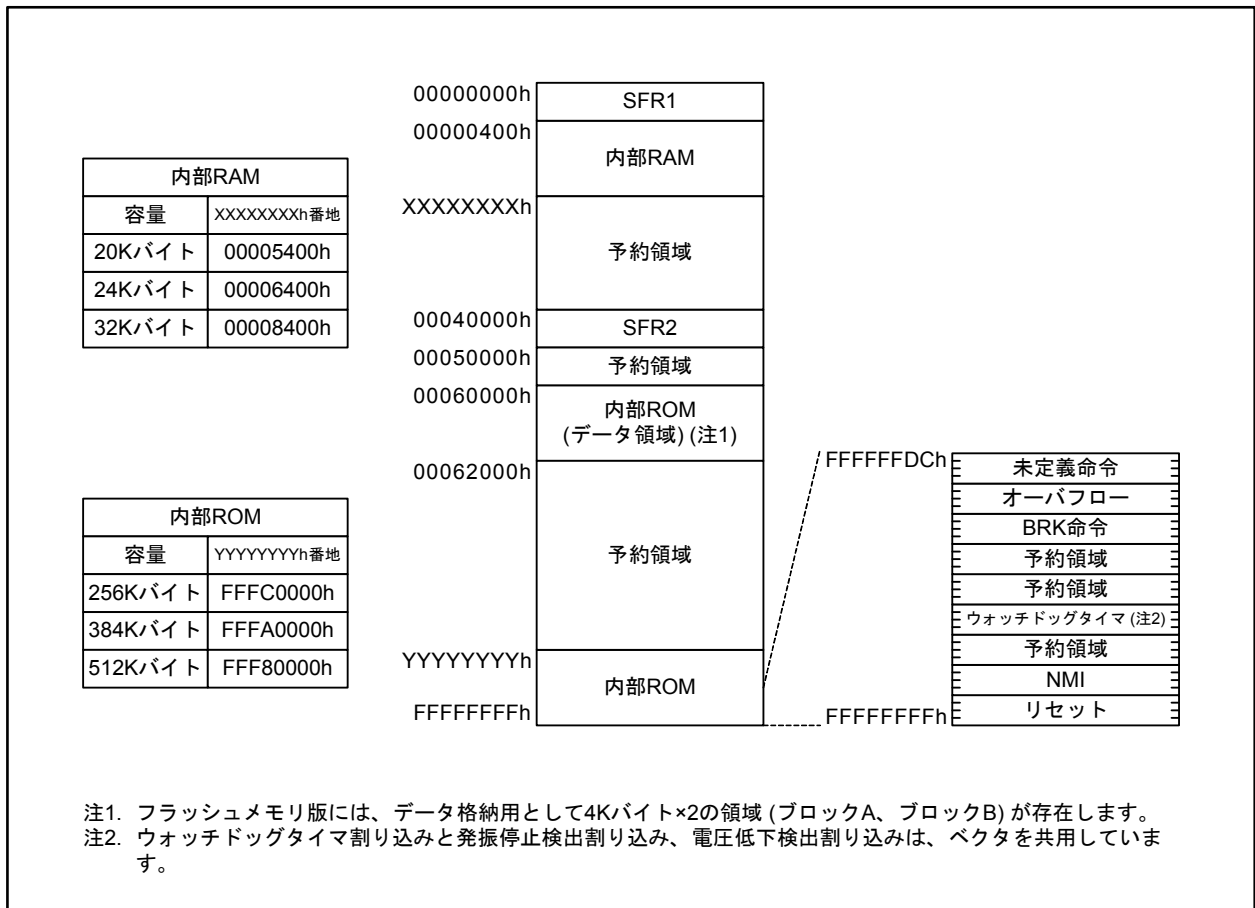 内部RAM
容量 XXXXXXXXh番地
20Kバイト 00005400h
24Kバイト 00006400h
32Kバイト 00008400h
内部ROM
容量 YYYYYYYYh番地
256Kバイト FFFC0000h
384Kバイト FFFA0000h
512Kバイト FFF80000h
00000000h
SFR1
00000400h
内部RAM
XXXXXXXXh
予約領域
00040000h
SFR2
00050000h
予約領域
00060000h
内部ROM
(データ領域) (注1)
00062000h
予約領域
YYYYYYYYh
内部ROM
FFFFFFFFh
FFFFFFDCh
未定義命令
オーバフロー
BRK命令
予約領域
予約領域
ウォッチドッグタイマ (注2)
予約領域
NMI
リセット
FFFFFFFFh
注1. フラッシュメモリ版には、データ格納用として4Kバイト×2の領域 (ブロックA、ブロックB) が存在します。
注2. ウォッチドッグタイマ割り込みと発振停止検出割り込み、電圧低下検出割り込みは、ベクタを共用していま
す。